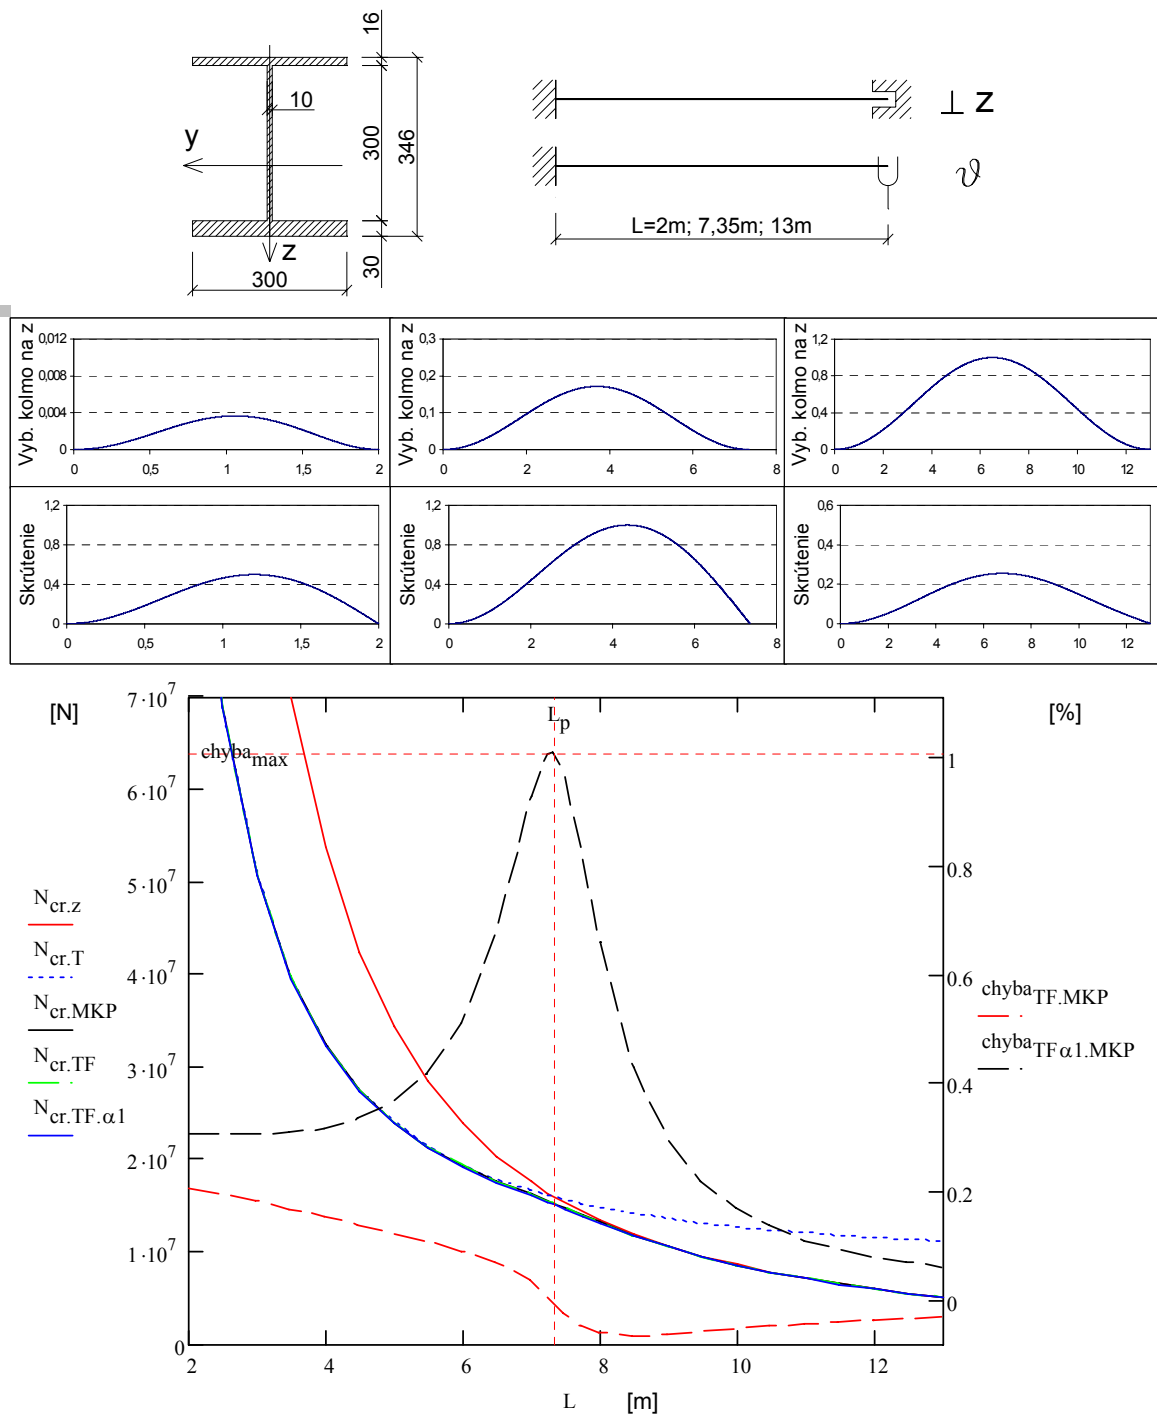 16
10
y
300
346
z
300
30
⊥ z
ϑ
L=2m; 7,35m; 13m
Vyb. kolmo na z
0,012
0,008
0,004
0
0 0,5 1 1,5 2
Vyb. kolmo na z
0,3
0,2
0,1
0
0 2 4 6 8
Vyb. kolmo na z
1,2
0,8
0,4
0
0 2 4 6 8 10 12
Skrútenie
1,2
0,8
0,4
0
0 0,5 1 1,5 2
Skrútenie
1,2
0,8
0,4
0
0 2 4 6 8
Skrútenie
0,6
0,4
0,2
0
0 2 4 6 8 10 12
[N]
7·10^7
6·10^7
5·10^7
4·10^7
3·10^7
2·10^7
1·10^7
0
L_p
chyba_max
[%]
1
0.8
0.6
0.4
0.2
0
N_cr.z
N_cr.T
N_cr.MKP
N_cr.TF
N_cr.TF.α1
chyba_TF.MKP
chyba_TFα1.MKP
2 4 6 8 10 12
L [m]